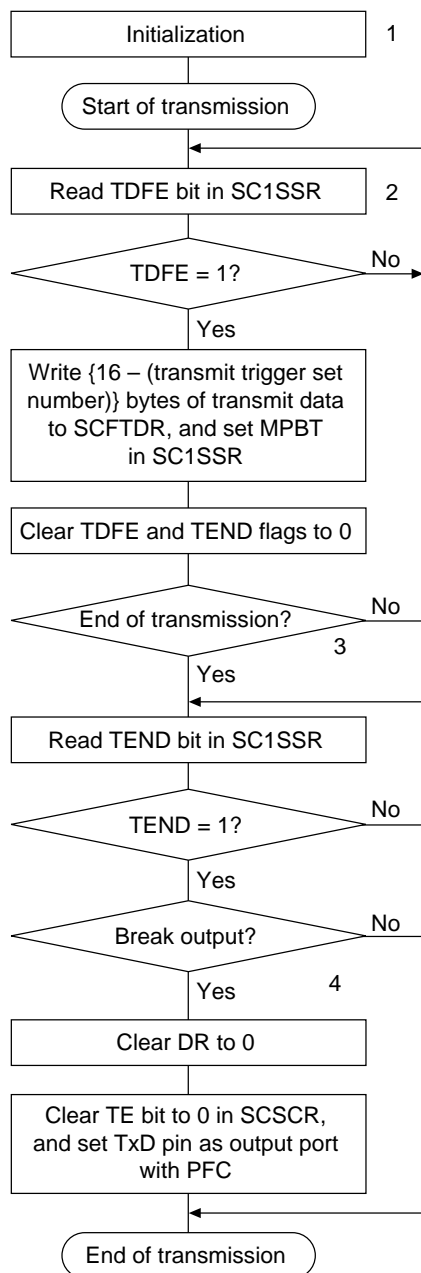 Initialization
1
Start of transmission
Read TDFE bit in SC1SSR
2
TDFE = 1?
No
Yes
Write {16 – (transmit trigger set
number)} bytes of transmit data
to SCFTDR, and set MPBT
in SC1SSR
Clear TDFE and TEND flags to 0
End of transmission?
No
3
Yes
Read TEND bit in SC1SSR
TEND = 1?
No
Yes
Break output?
No
4
Yes
Clear DR to 0
Clear TE bit to 0 in SCSCR,
and set TxD pin as output port
with PFC
End of transmission